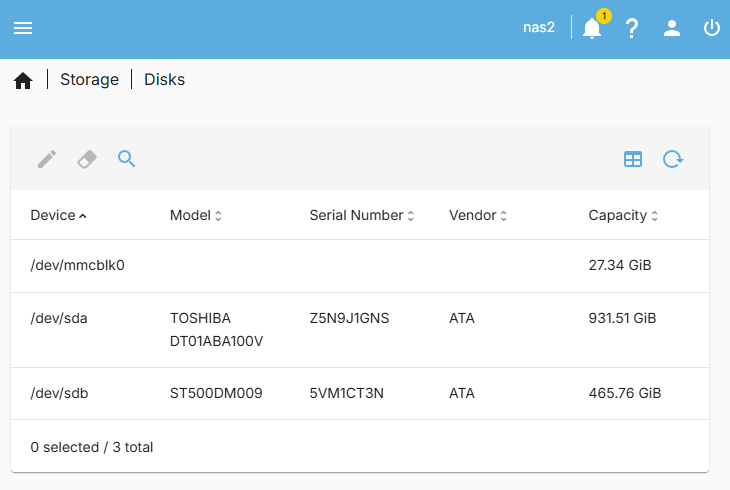 nas2 1
Storage Disks
Device Model Serial Number Vendor Capacity
/dev/mmcblk0 27.34 GiB
/dev/sda TOSHIBA Z5N9J1GNS ATA 931.51 GiB
DT01ABA100V
/dev/sdb ST500DM009 5VM1CT3N ATA 465.76 GiB
0 selected / 3 total